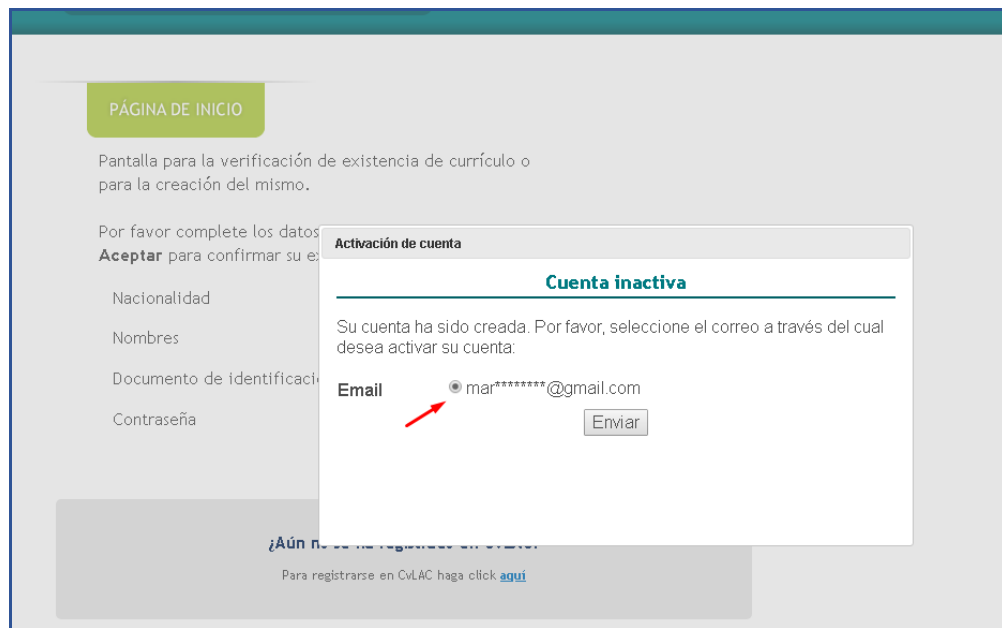 PÁGINA DE INICIO
Pantalla para la verificación de existencia de currículo o
para la creación del mismo.
Por favor complete los datos
Aceptar para confirmar su
Nacionalidad
Nombres
Documento de
Contraseña
Activación de cuenta
Cuenta inactiva
Su cuenta ha sido creada. Por favor, seleccione el correo a través del cual
desea activar su cuenta:
Email mar********@gmail.com
Enviar
¿Aún
Para registrarse en CvLAC haga click aquí